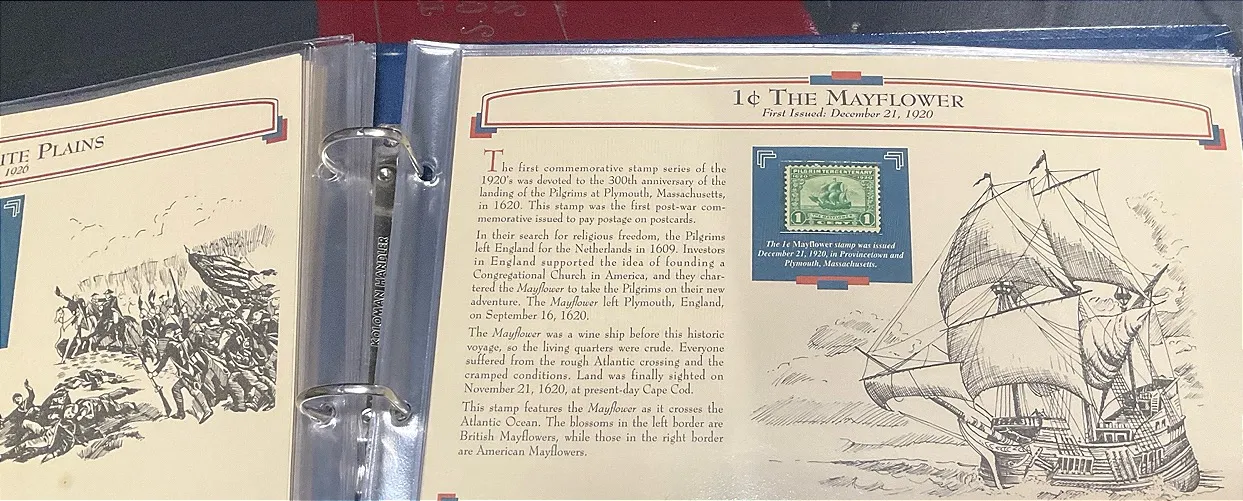 ITE PLAINS
1926
KOLOMAN HANDLER
1¢ THE MAYFLOWER
First Issued: December 21, 1920
The first commemorative stamp series of the
1920's was devoted to the 300th anniversary of the
landing of the Pilgrims at Plymouth, Massachusetts,
in 1620. This stamp was the first post-war com-
memorative issued to pay postage on postcards.
In their search for religious freedom, the Pilgrims
left England for the Netherlands in 1609. Investors
in England supported the idea of founding a
Congregational Church in America, and they char-
tered the Mayflower to take the Pilgrims on their new
adventure. The Mayflower left Plymouth, England,
on September 16, 1620.
The Mayflower was a wine ship before this historic
voyage, so the living quarters were crude. Everyone
suffered from the rough Atlantic crossing and the
cramped conditions. Land was finally sighted on
November 21, 1620, at present-day Cape Cod.
This stamp features the Mayflower as it crosses the
Atlantic Ocean. The blossoms in the left border are
British Mayflowers, while those in the right border
are American Mayflowers.
PILGRIM TERCENTENARY
1620 1920
THE MAYFLOWER
1 CENT 1
The 1¢ Mayflower stamp was issued
December 21, 1920, in Provincetown and
Plymouth, Massachusetts.